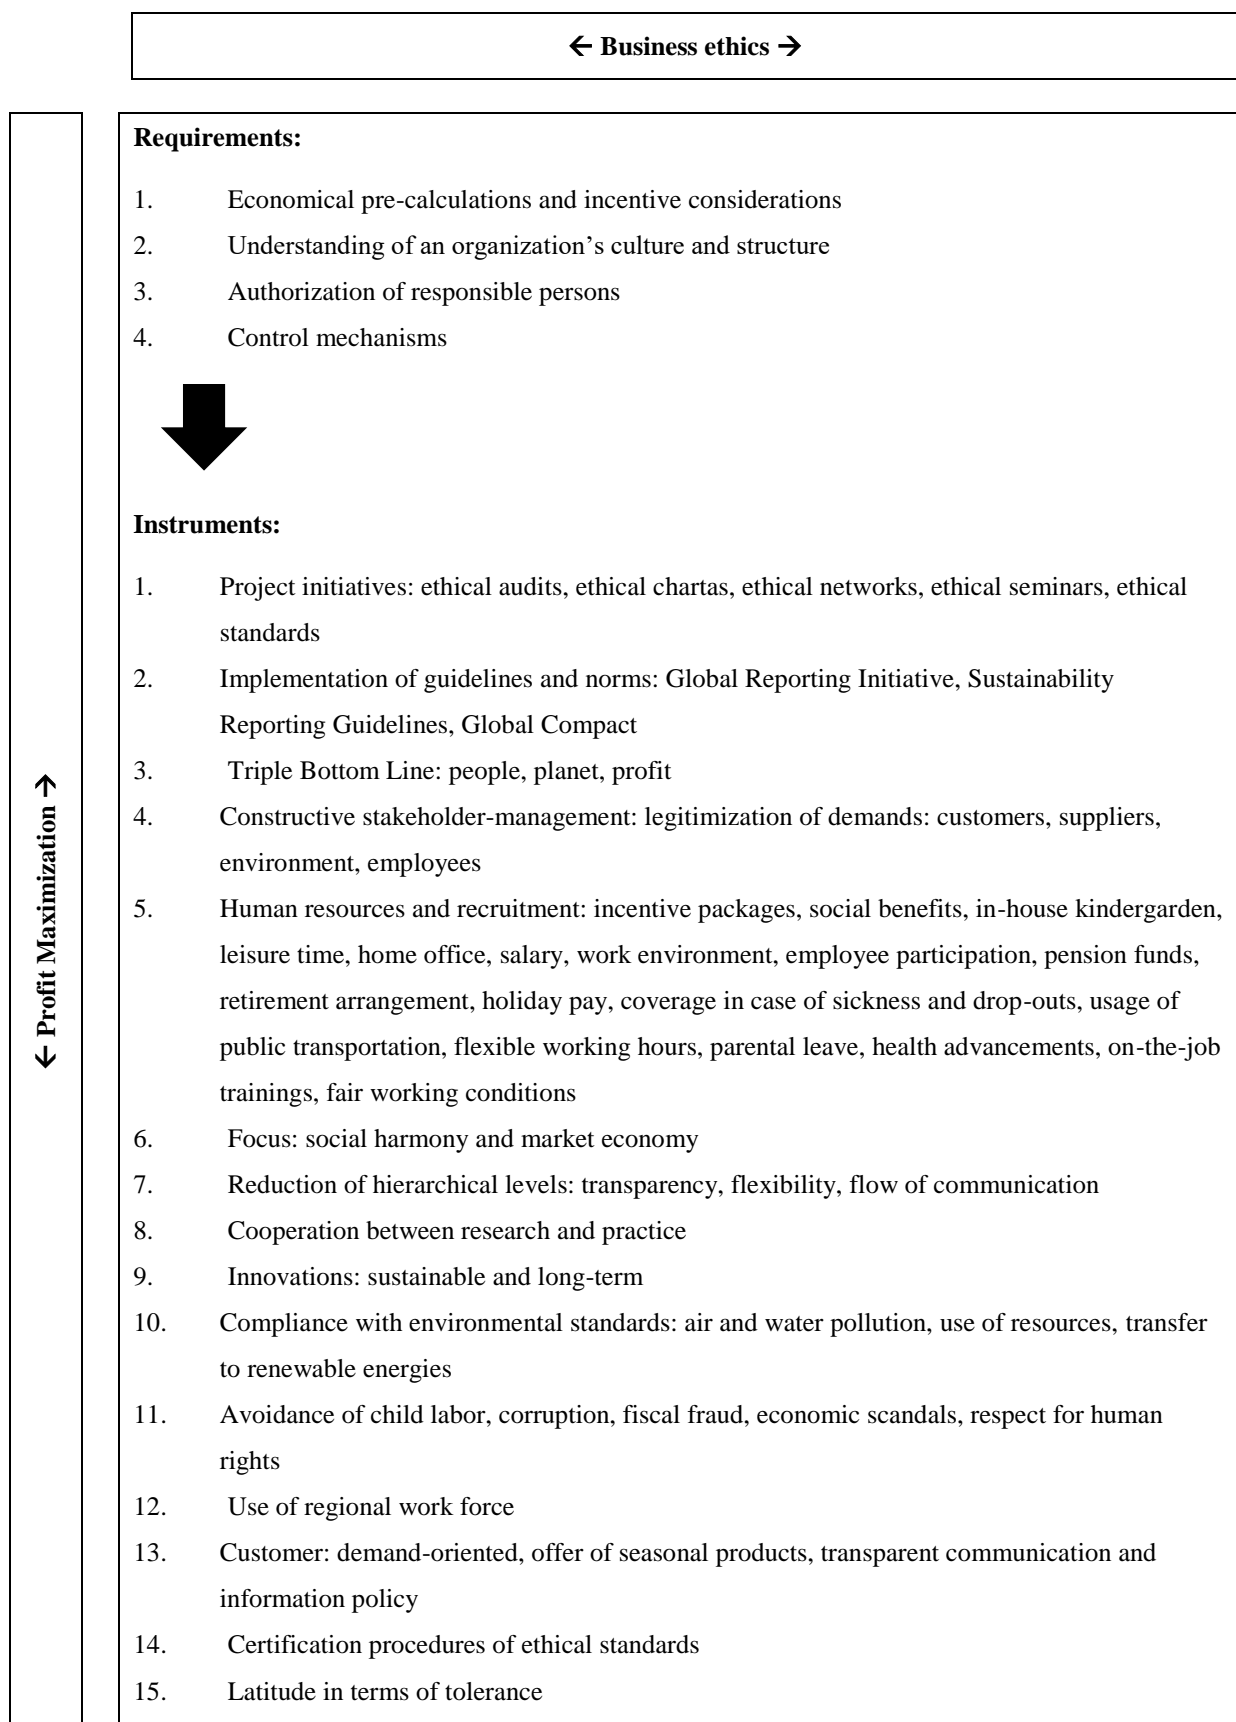 ← Business ethics →
← Profit Maximization →
Requirements:
1. Economical pre-calculations and incentive considerations
2. Understanding of an organization’s culture and structure
3. Authorization of responsible persons
4. Control mechanisms
Instruments:
1. Project initiatives: ethical audits, ethical chartas, ethical networks, ethical seminars, ethical
standards
2. Implementation of guidelines and norms: Global Reporting Initiative, Sustainability
Reporting Guidelines, Global Compact
3. Triple Bottom Line: people, planet, profit
4. Constructive stakeholder-management: legitimization of demands: customers, suppliers,
environment, employees
5. Human resources and recruitment: incentive packages, social benefits, in-house kindergarden,
leisure time, home office, salary, work environment, employee participation, pension funds,
retirement arrangement, holiday pay, coverage in case of sickness and drop-outs, usage of
public transportation, flexible working hours, parental leave, health advancements, on-the-job
trainings, fair working conditions
6. Focus: social harmony and market economy
7. Reduction of hierarchical levels: transparency, flexibility, flow of communication
8. Cooperation between research and practice
9. Innovations: sustainable and long-term
10. Compliance with environmental standards: air and water pollution, use of resources, transfer
to renewable energies
11. Avoidance of child labor, corruption, fiscal fraud, economic scandals, respect for human
rights
12. Use of regional work force
13. Customer: demand-oriented, offer of seasonal products, transparent communication and
information policy
14. Certification procedures of ethical standards
15. Latitude in terms of tolerance